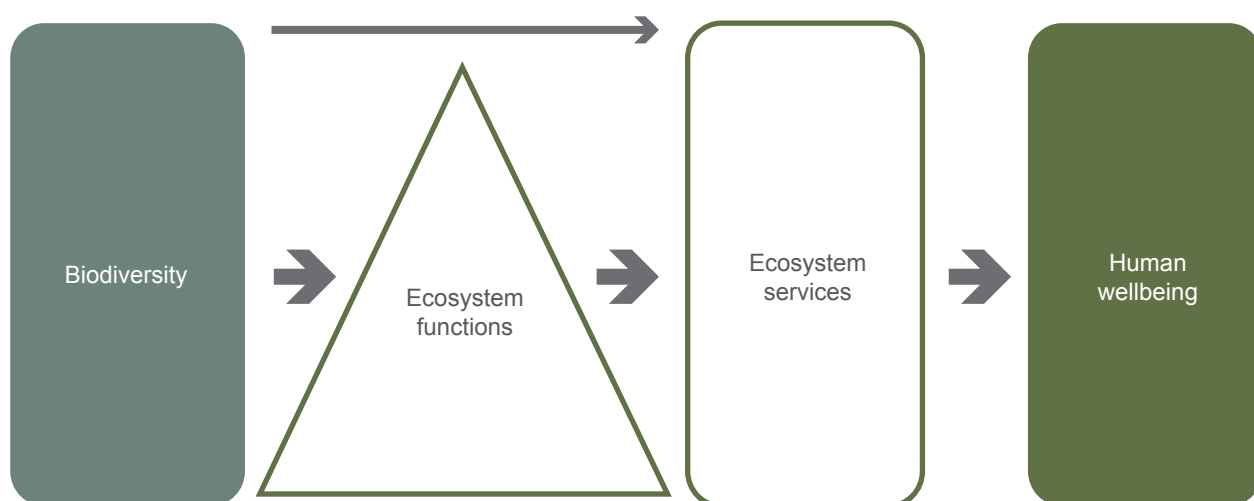 Biodiversity
Ecosystem
functions
Ecosystem
services
Human
wellbeing